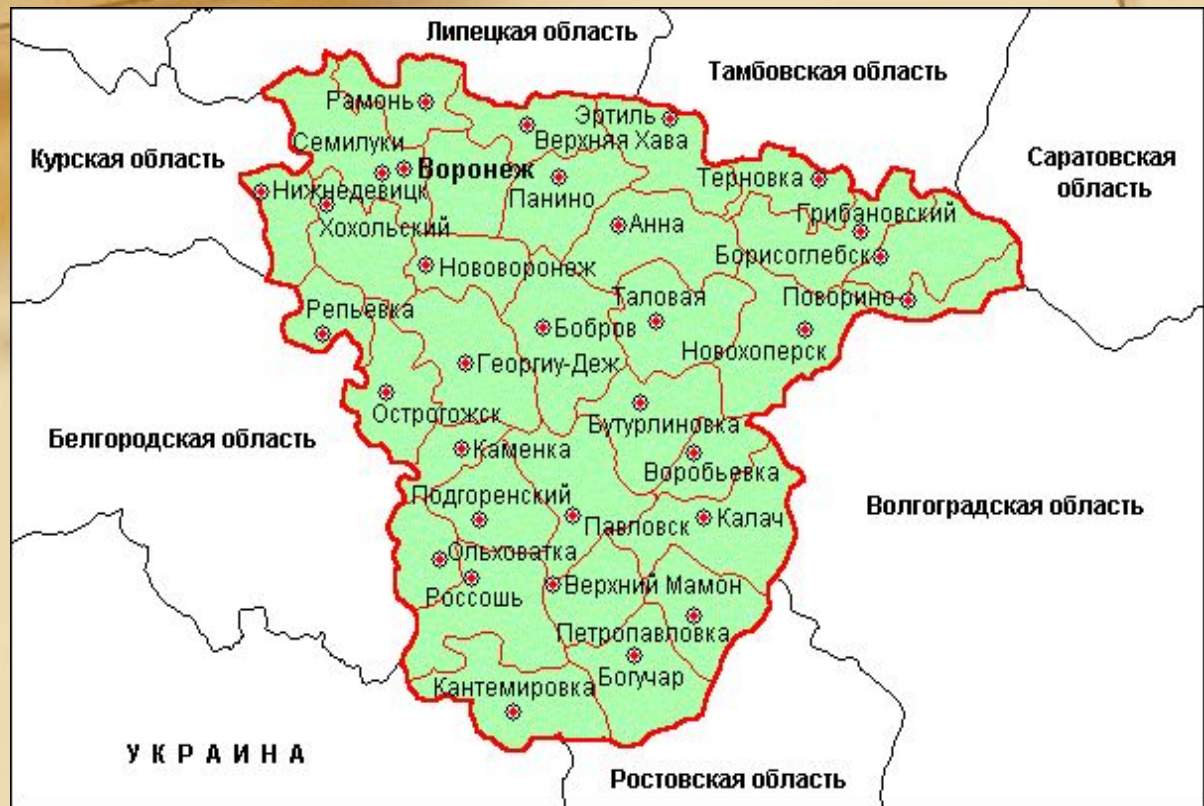 Липецкая область
Тамбовская область
Рамонь
Эртиль
Верхняя Хава
Семилуки
Курская область
Воронеж
Саратовская
область
Терновка
Нижнедевицк
Панино
Грибановский
Хохольский
Анна
Борисоглебск
Нововоронеж
Таловая
Поворино
Репьевка
Бобров
Новохоперск
Георгиу-Деж
Острогожск
Бутурлиновка
Белгородская область
Каменка
Воробьевка
Подгоренский
Волгоградская область
Павловск
Калач
Ольховатка
Верхний Мамон
Россошь
Петропавловка
Богучар
Кантемировка
УКРАИНА
Ростовская область